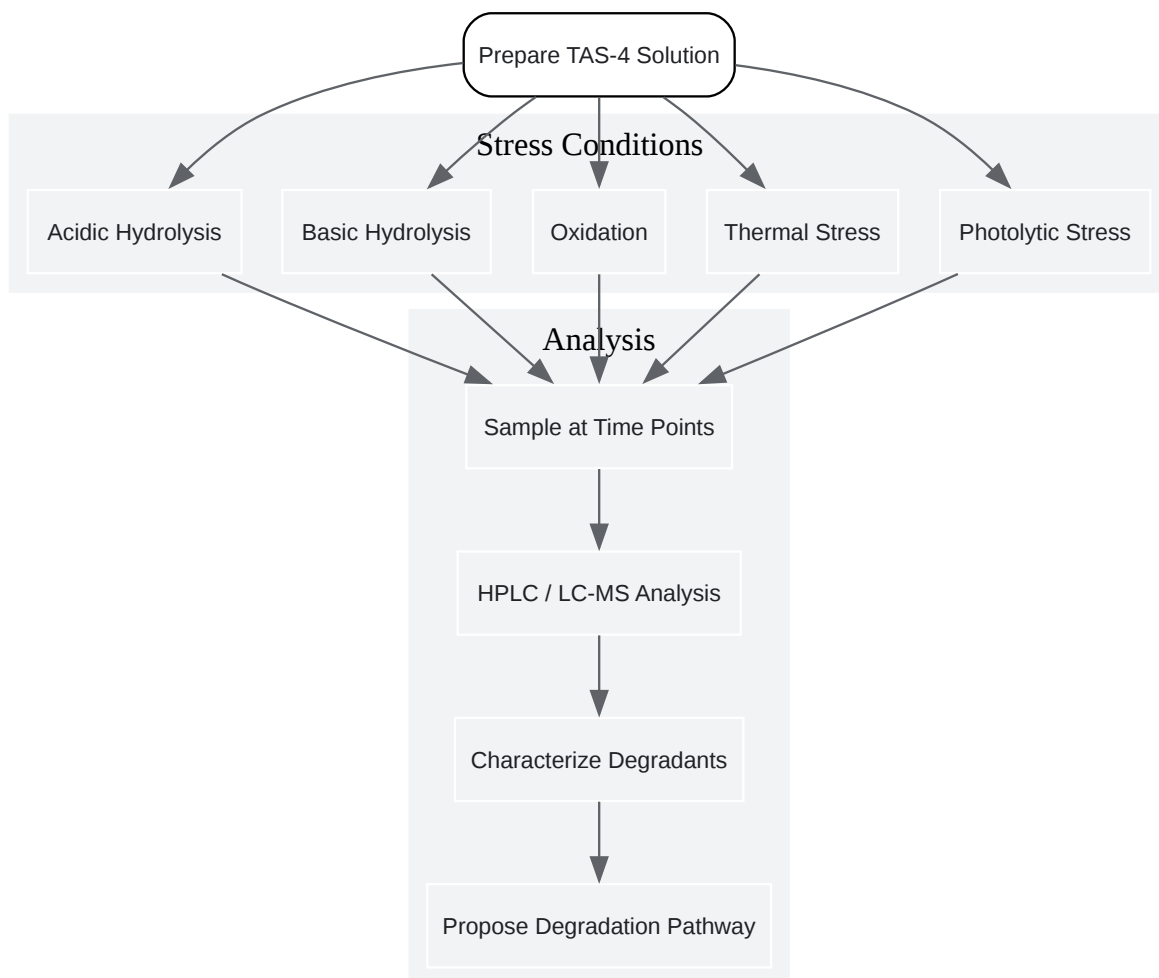 Prepare TAS-4 Solution
Stress Conditions
Acidic Hydrolysis
Basic Hydrolysis
Oxidation
Thermal Stress
Photolytic Stress
Analysis
Sample at Time Points
HPLC / LC-MS Analysis
Characterize Degradants
Propose Degradation Pathway